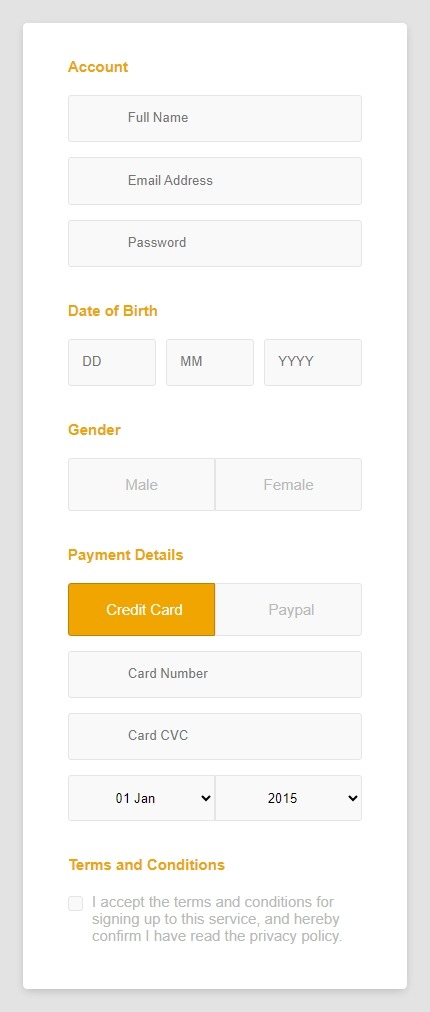 Account
Full Name
Email Address
Password
Date of Birth
DD MM YYYY
Gender
Male Female
Payment Details
Credit Card Paypal
Card Number
Card CVC
01 Jan 2015
Terms and Conditions
I accept the terms and conditions for
signing up to this service, and hereby
confirm I have read the privacy policy.